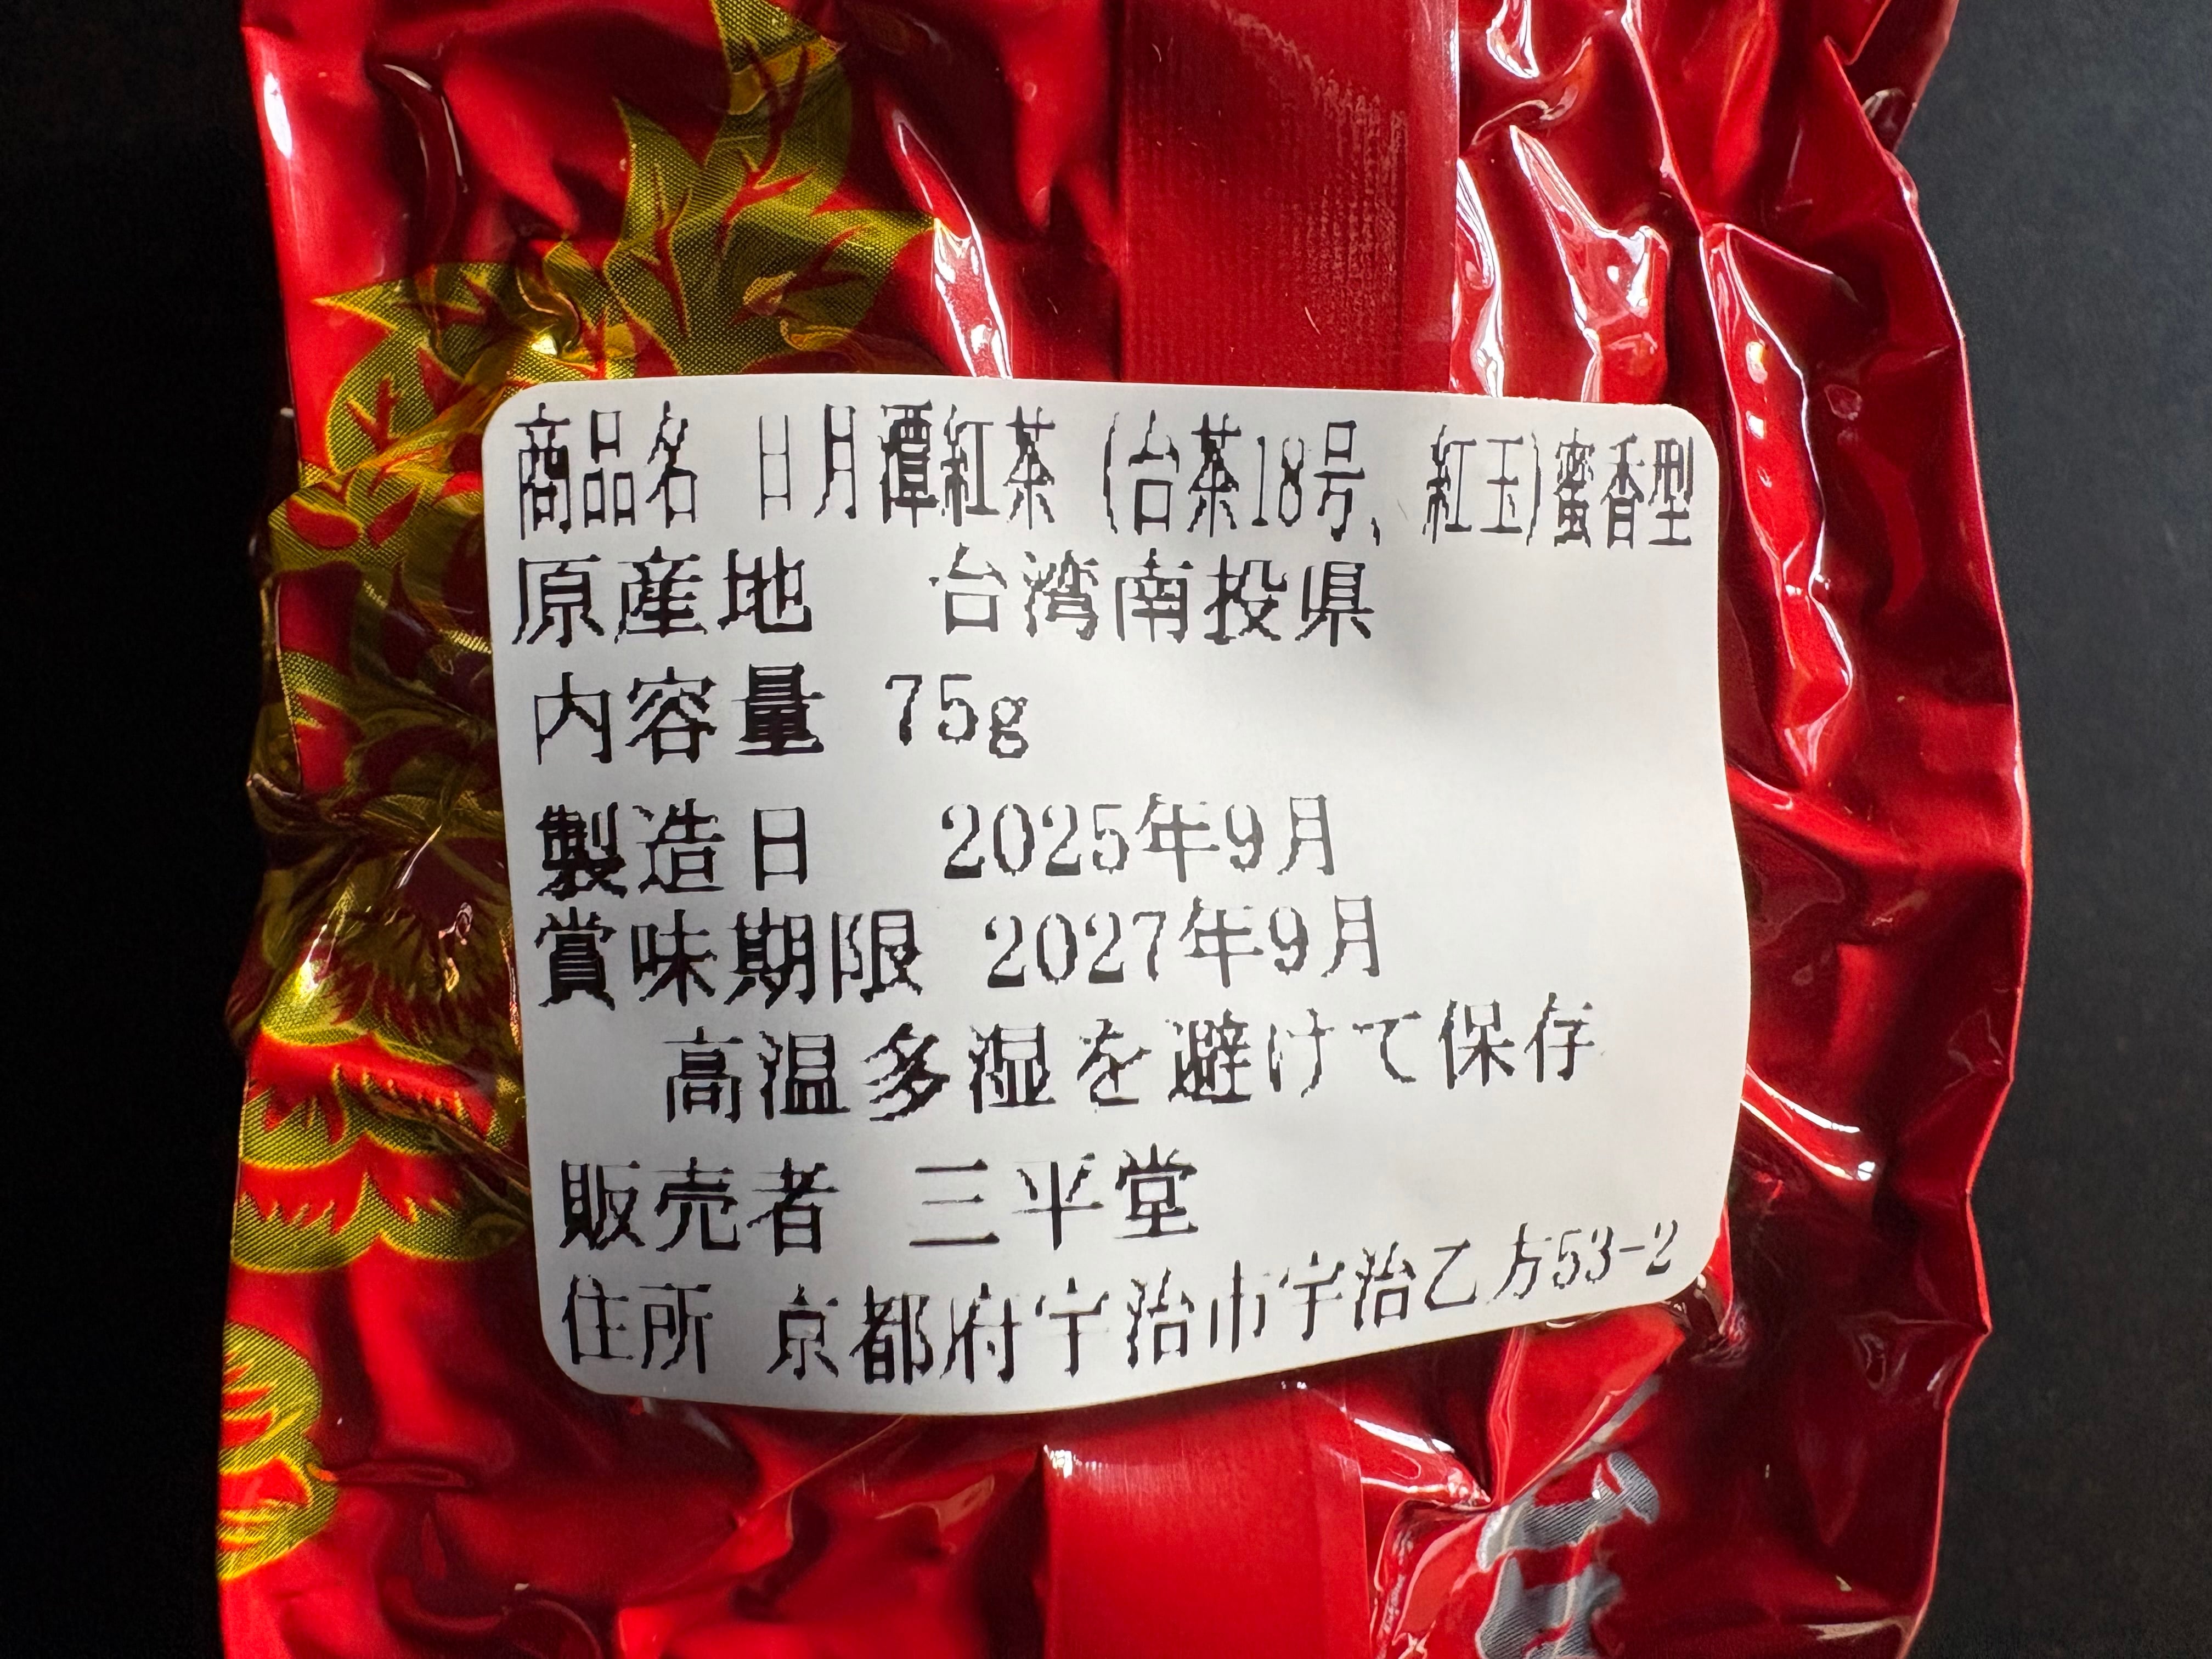 商品名 日月潭紅茶 (台茶18号、紅玉)蜜香型
原産地 台湾南投県
内容量 75g
製造日 2025年9月
賞味期限 2027年9月
高温多湿を避けて保存
販売者 三平堂
住所 京都府宇治市宇治乙方53-2